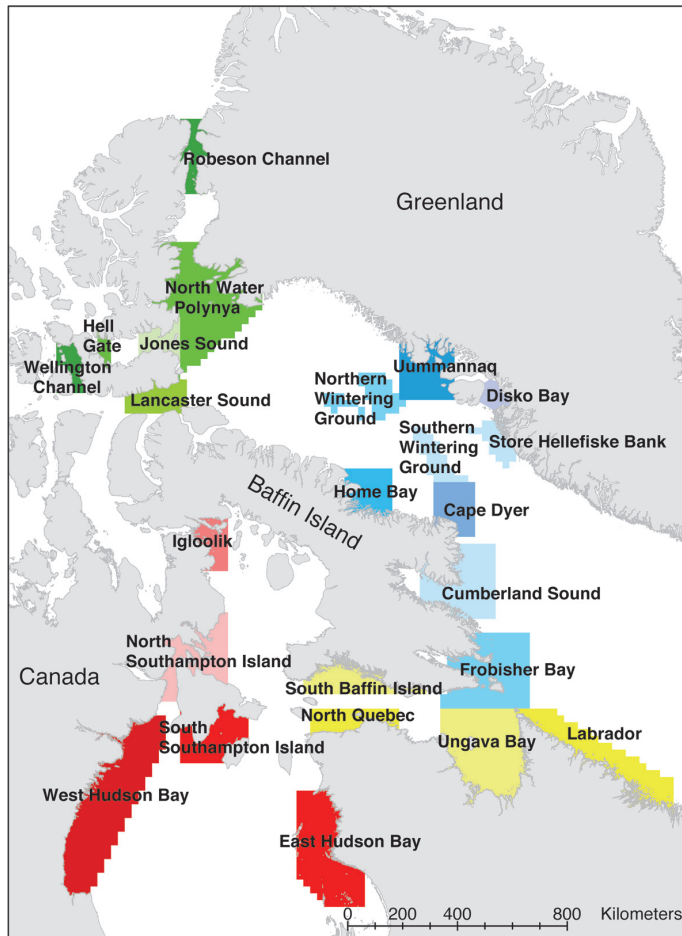 Robeson Channel
Greenland
North Water
Polynya
Hell
Gate
Jones Sound
Wellington
Channel
Lancaster Sound
Uummannaq
Northern
Wintering
Ground
Disko Bay
Southern
Wintering
Ground
Store Hellefiske Bank
Baffin Island
Home Bay
Cape Dyer
Igloolik
Cumberland Sound
North
Southampton Island
Canada
Frobisher Bay
South Baffin Island
North Quebec
South
Southampton Island
Ungava Bay
Labrador
West Hudson Bay
East Hudson Bay
0 200 400 800 Kilometers